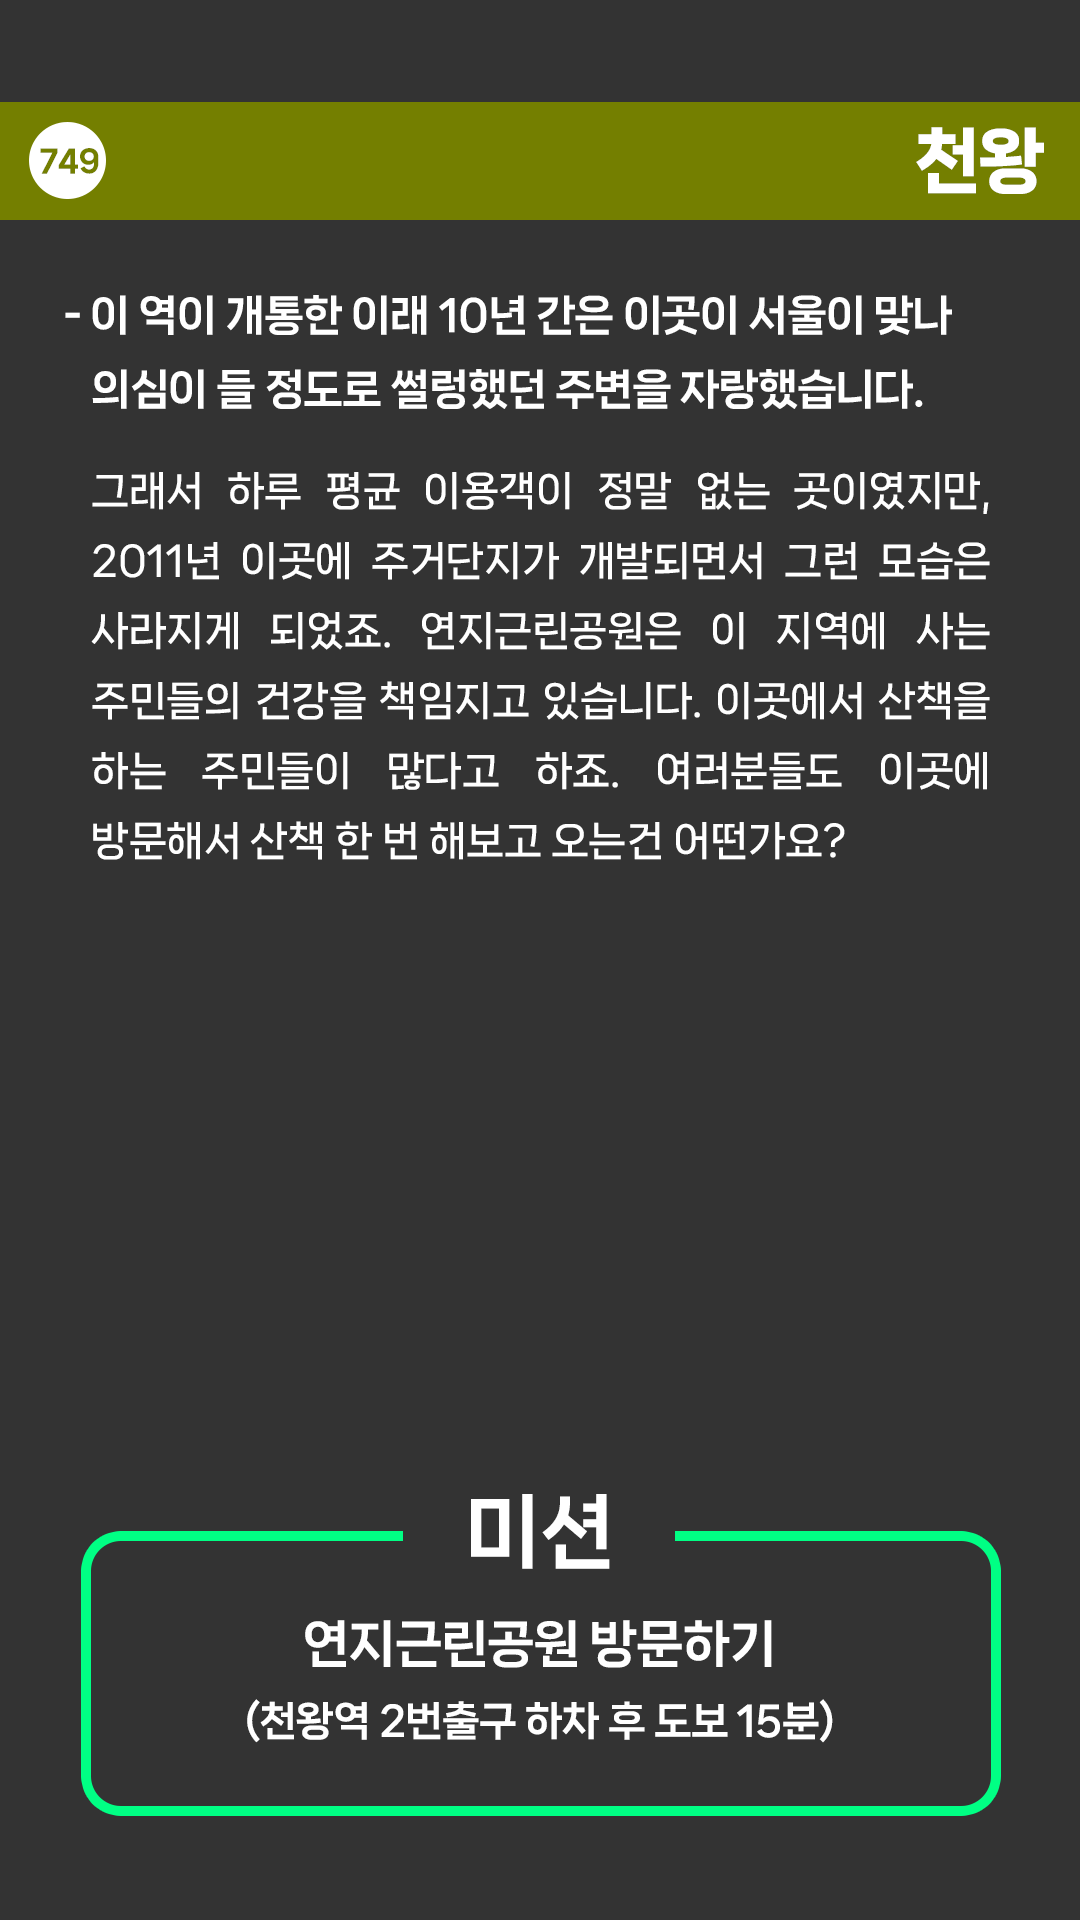 749
천왕
- 이 역이 개통한 이래 10년 간은 이곳이 서울이 맞나
의심이 들 정도로 썰렁했던 주변을 자랑했습니다.
그래서 하루 평균 이용객이 정말 없는 곳이였지만,
2011년 이곳에 주거단지가 개발되면서 그런 모습은
사라지게 되었죠. 연지근린공원은 이 지역에 사는
주민들의 건강을 책임지고 있습니다. 이곳에서 산책을
하는 주민들이 많다고 하죠. 여러분들도 이곳에
방문해서 산책 한 번 해보고 오는건 어떤가요?
미션
연지근린공원 방문하기
(천왕역 2번출구 하차 후 도보 15분)